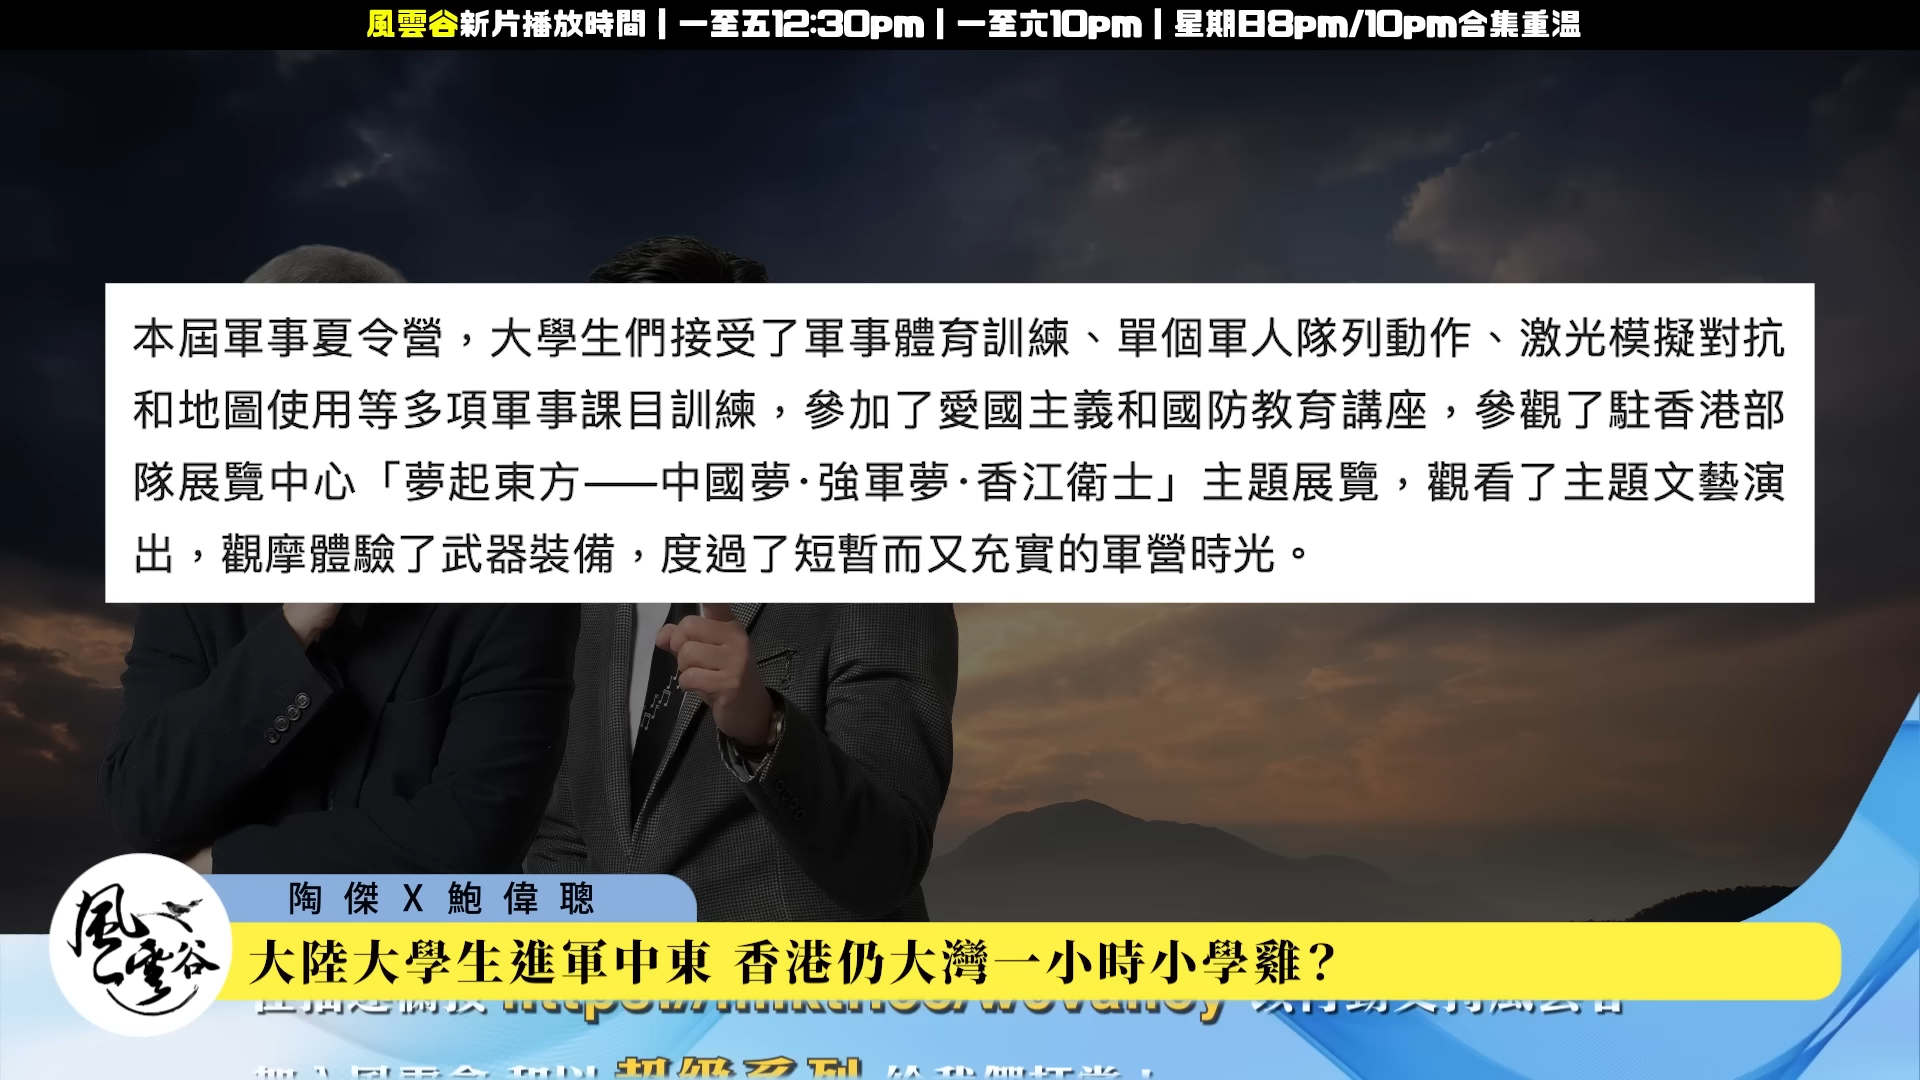 風雲谷新片播放時間 | 一至五12:30pm | 一至六10pm | 星期日8pm/10pm合集重温
本屆軍事夏令營，大學生們接受了軍事體育訓練、單個軍人隊列動作、激光模擬對抗
和地圖使用等多項軍事課目訓練，參加了愛國主義和國防教育講座，參觀了駐香港部
隊展覽中心「夢起東方——中國夢·強軍夢·香江衛士」主題展覽，觀看了主題文藝演
出，觀摩體驗了武器裝備，度過了短暫而又充實的軍營時光。
陶傑 X 鮑偉聰
風雲谷
大陸大學生進軍中東 香港仍大灣一小時小學雞？